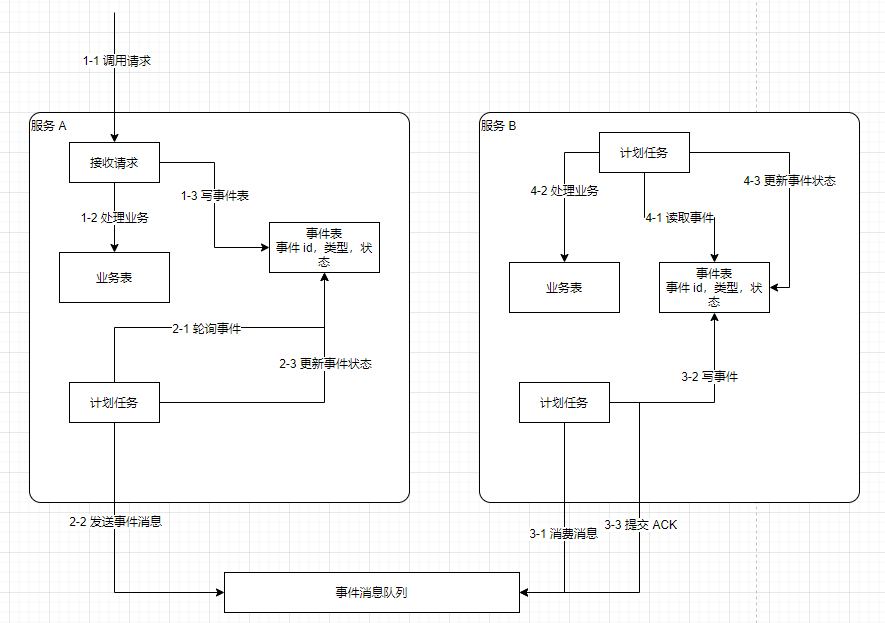 1-1 调用请求
服务 A
接收请求
1-3 写事件表
1-2 处理业务
事件表
事件 id，类型，状
态
业务表
2-1 轮询事件
2-3 更新事件状态
计划任务
2-2 发送事件消息
服务 B
计划任务
4-3 更新事件状态
4-2 处理业务
4-1 读取事件
事件表
事件 id，类型，状
态
业务表
3-2 写事件
计划任务
3-3 提交 ACK
3-1 消费消息
事件消息队列